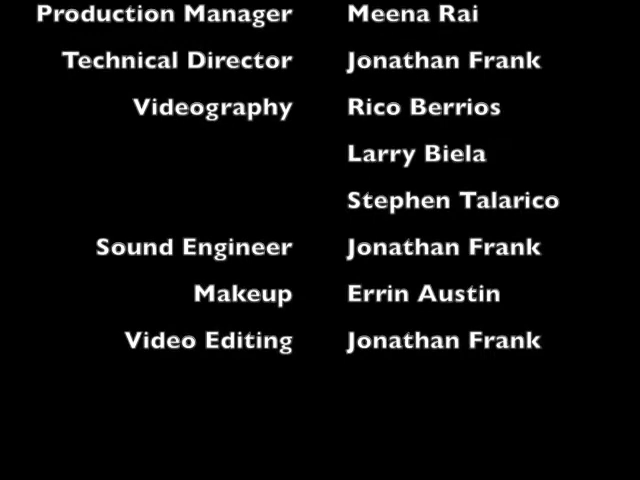 Production Manager Meena Rai
Technical Director Jonathan Frank
Videography Rico Berrios
Larry Biela
Stephen Talarico
Sound Engineer Jonathan Frank
Makeup Errin Austin
Video Editing Jonathan Frank